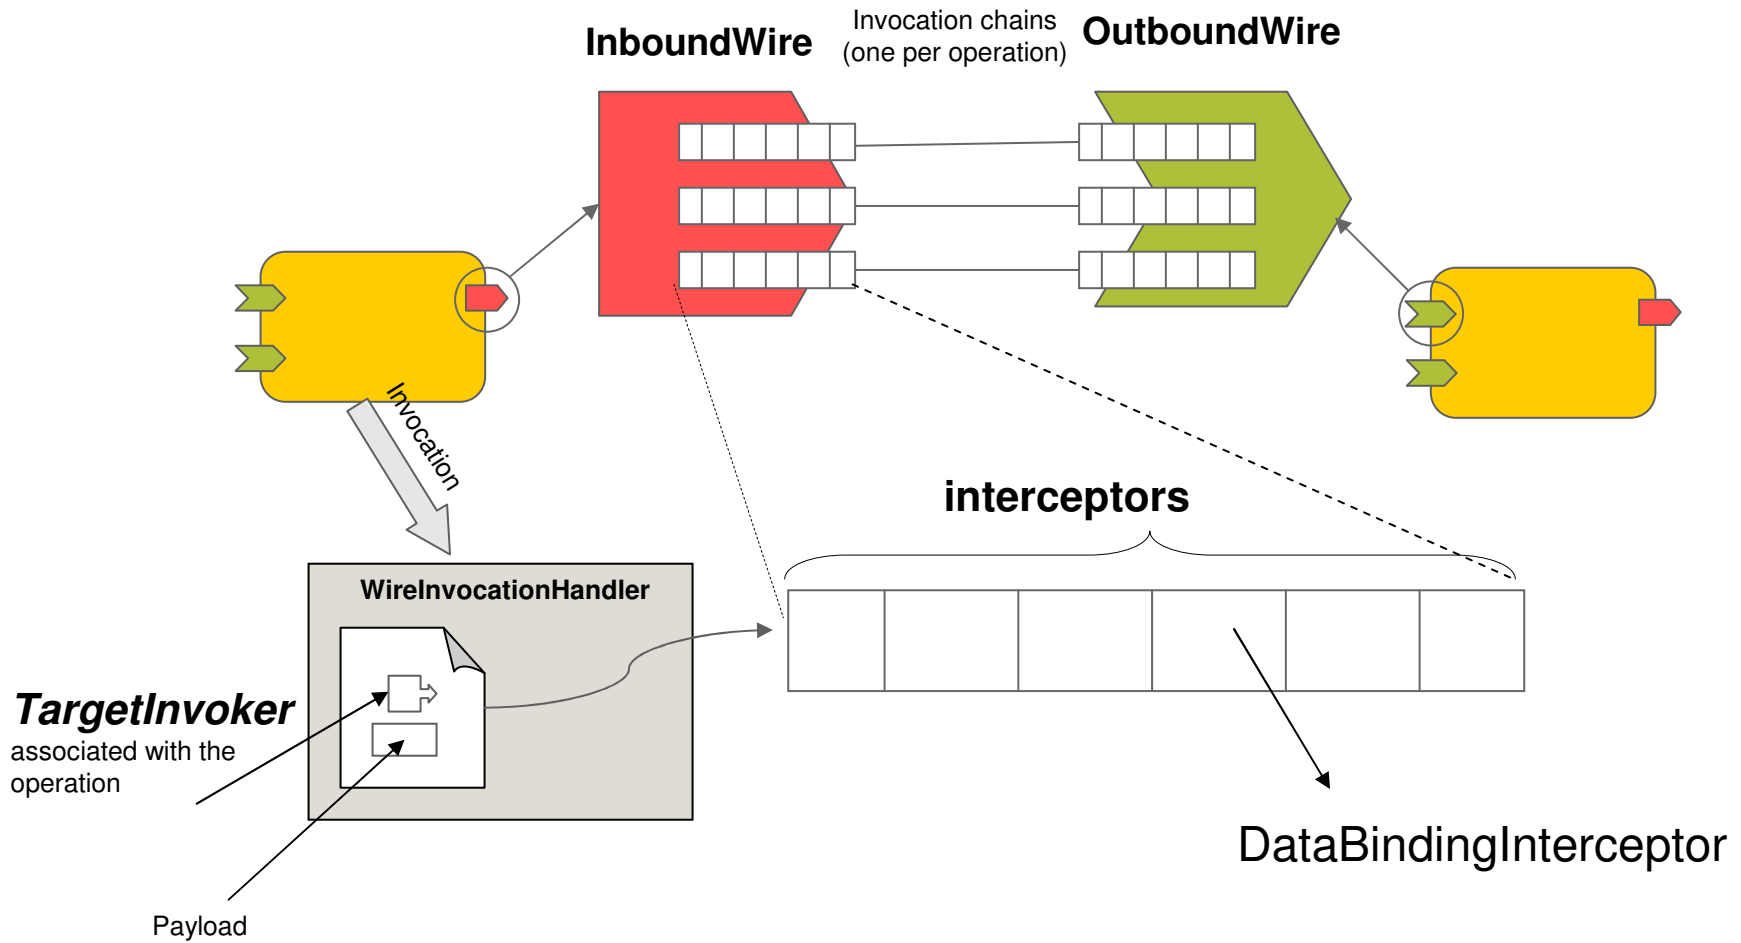 InboundWire
Invocation chains
(one per operation)
OutboundWire
Invocation
interceptors
WireInvocationHandler
TargetInvoker
associated with the
operation
DataBindingInterceptor
Payload